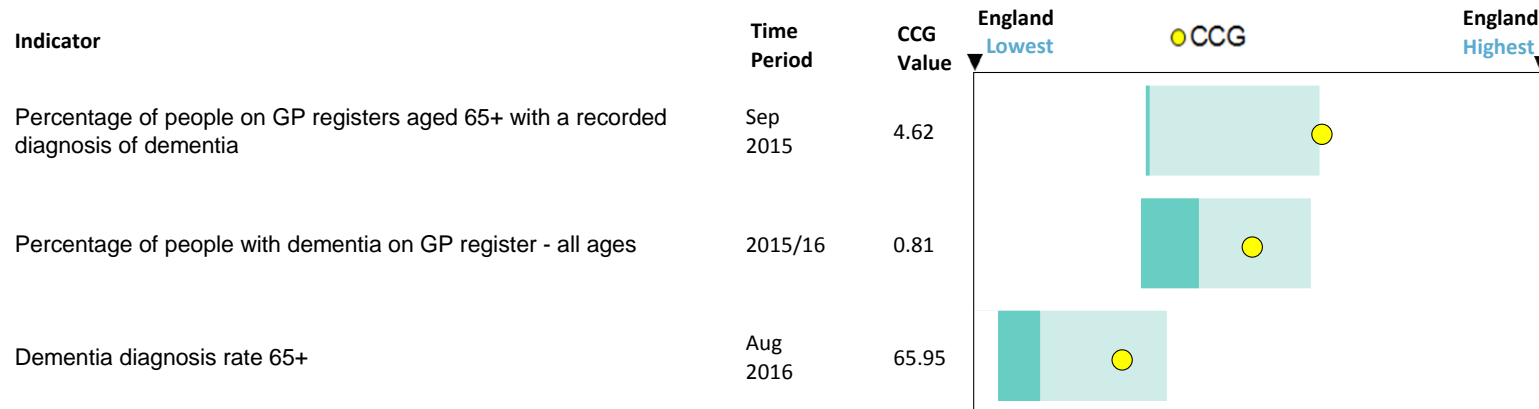 Indicator
Time
Period
CCG
Value
England
Lowest
CCG
England
Highest
Percentage of people on GP registers aged 65+ with a recorded
diagnosis of dementia
Sep
2015
4.62
Percentage of people with dementia on GP register - all ages
2015/16
0.81
Dementia diagnosis rate 65+
Aug
2016
65.95